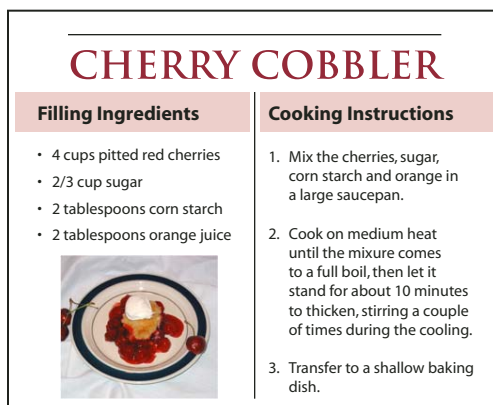 CHERRY COBBLER
Filling Ingredients
• 4 cups pitted red cherries
• 2/3 cup sugar
• 2 tablespoons corn starch
• 2 tablespoons orange juice
Cooking Instructions
1. Mix the cherries, sugar,
corn starch and orange in
a large saucepan.
2. Cook on medium heat
until the mixure comes
to a full boil, then let it
stand for about 10 minutes
to thicken, stirring a couple
of times during the cooling.
3. Transfer to a shallow baking
dish.